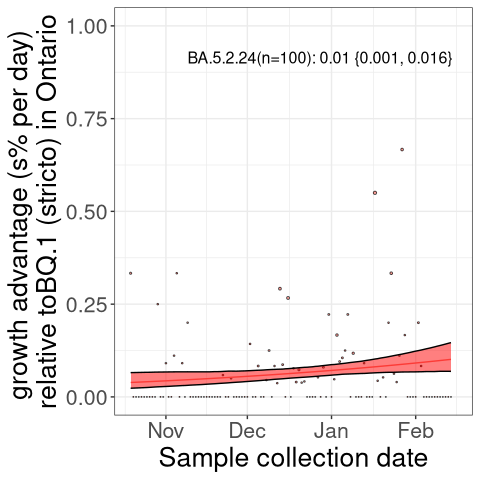 growth advantage (s% per day)
relative toBQ.1 (stricto) in Ontario
1.00
0.75
0.50
0.25
0.00
BA.5.2.24(n=100): 0.01 {0.001, 0.016}
Nov Dec Jan Feb
Sample collection date